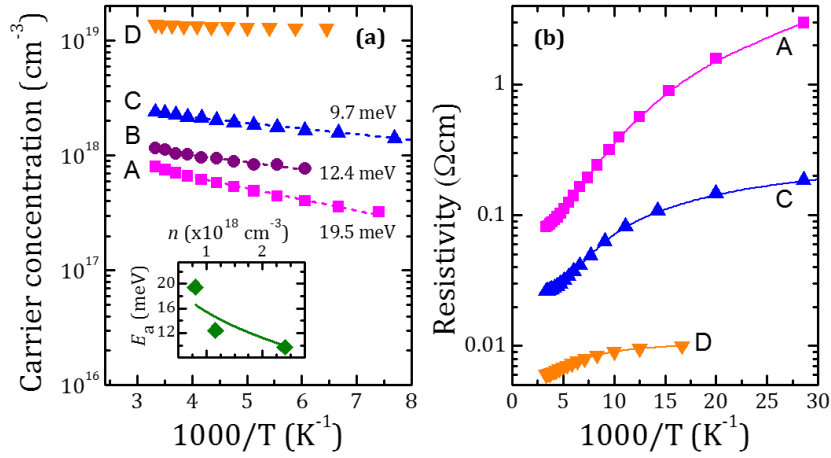 10¹⁹
10¹⁸
10¹⁷
10¹⁶
Carrier concentration (cm⁻³)
D
(a)
C
9.7 meV
B
12.4 meV
A
19.5 meV
n (x10¹⁸ cm⁻³)
1 2
20
16
12
Eₐ (meV)
3 4 5 6 7 8
1000/T (K⁻¹)
(b)
A
C
D
1
0.1
0.01
Resistivity (Ωcm)
0 5 10 15 20 25 30
1000/T (K⁻¹)